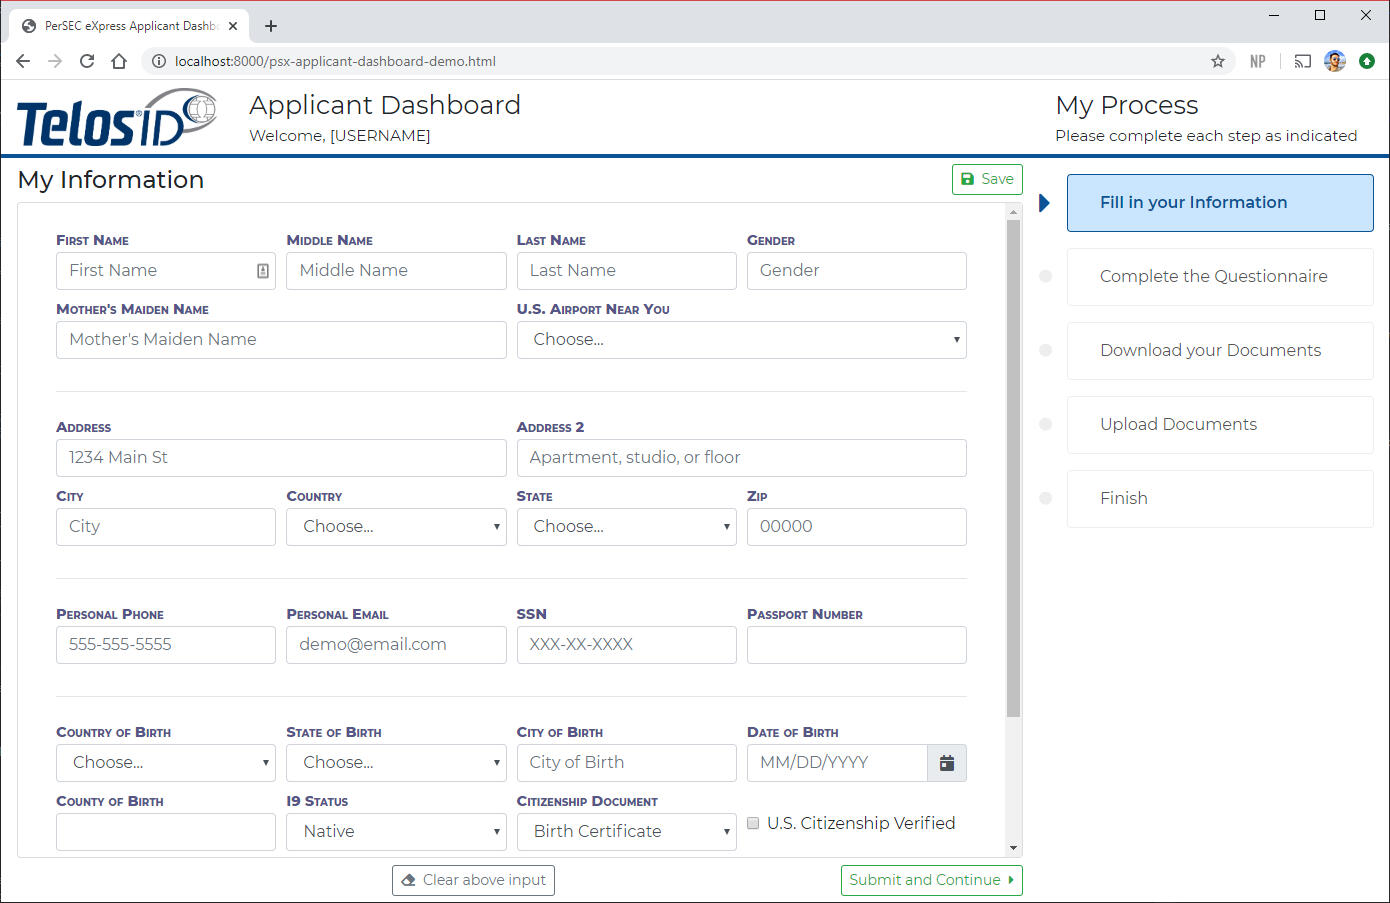 PerSEC eXpress Applicant Dashb
localhost:8000/psx-applicant-dashboard-demo.html
NP
Telos ID
®
Applicant Dashboard
Welcome, [USERNAME]
My Process
Please complete each step as indicated
My Information
Save
First Name Middle Name Last Name Gender
First Name Middle Name Last Name Gender
Mother's Maiden Name U.S. Airport Near You
Mother's Maiden Name Choose...
Address Address 2
1234 Main St Apartment, studio, or floor
City Country State Zip
City Choose... Choose... 00000
Personal Phone Personal Email SSN Passport Number
555-555-5555 demo@email.com XXX-XX-XXXX
Country of Birth State of Birth City of Birth Date of Birth
Choose... Choose... City of Birth MM/DD/YYYY
County of Birth I9 Status Citizenship Document
Native Birth Certificate U.S. Citizenship Verified
Clear above input Submit and Continue
Fill in your Information
Complete the Questionnaire
Download your Documents
Upload Documents
Finish